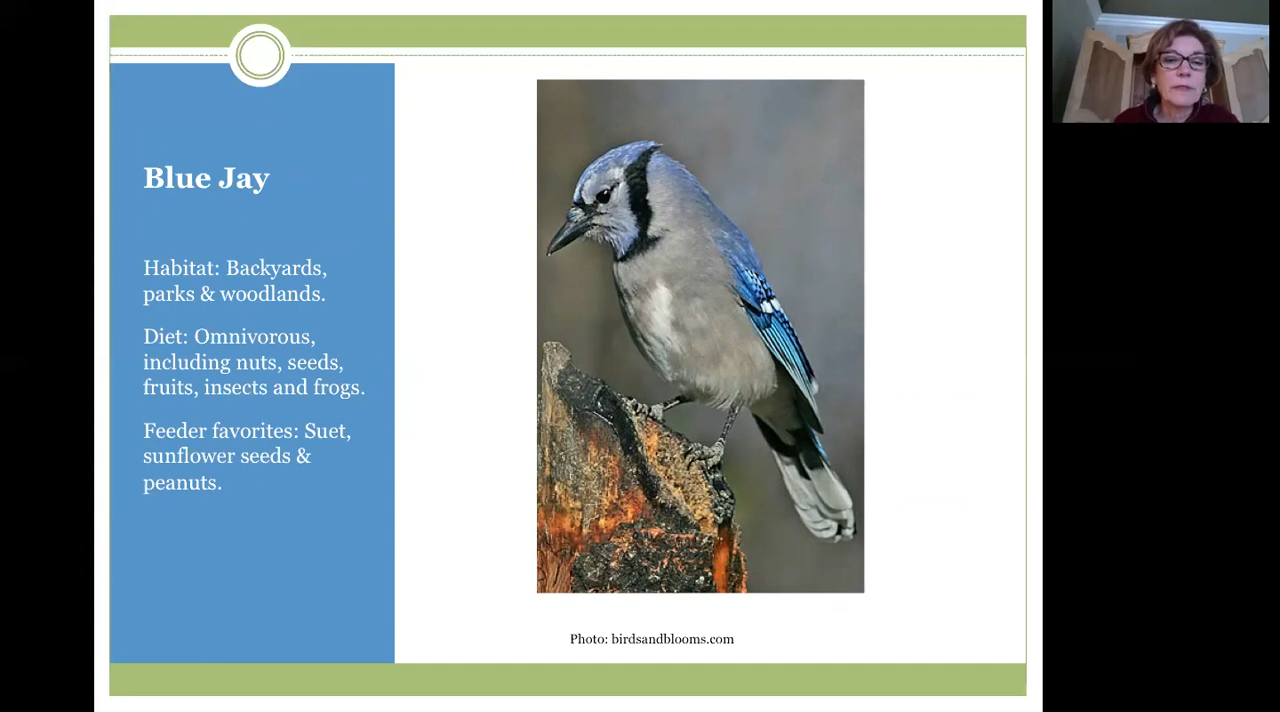 Blue Jay
Habitat: Backyards,
parks & woodlands.
Diet: Omnivorous,
including nuts, seeds,
fruits, insects and frogs.
Feeder favorites: Suet,
sunflower seeds &
peanuts.
Photo: birdsandblooms.com